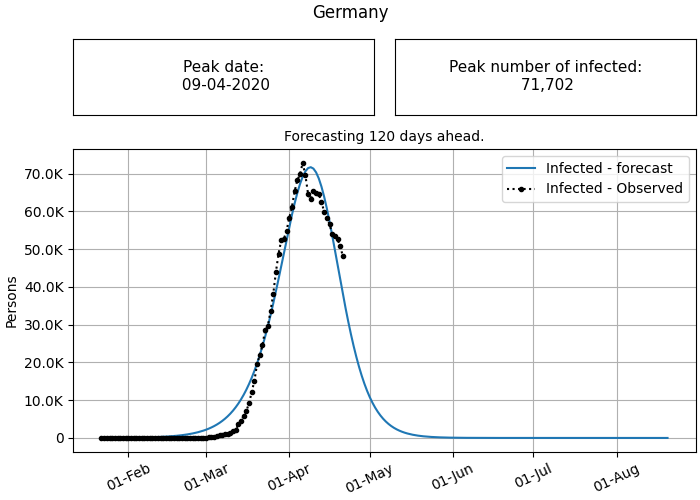 Germany
Peak date:
09-04-2020
Peak number of infected:
71,702
Forecasting 120 days ahead.
Infected - forecast
Infected - Observed
Persons
70.0K
60.0K
50.0K
40.0K
30.0K
20.0K
10.0K
0
01-Feb
01-Mar
01-Apr
01-May
01-Jun
01-Jul
01-Aug